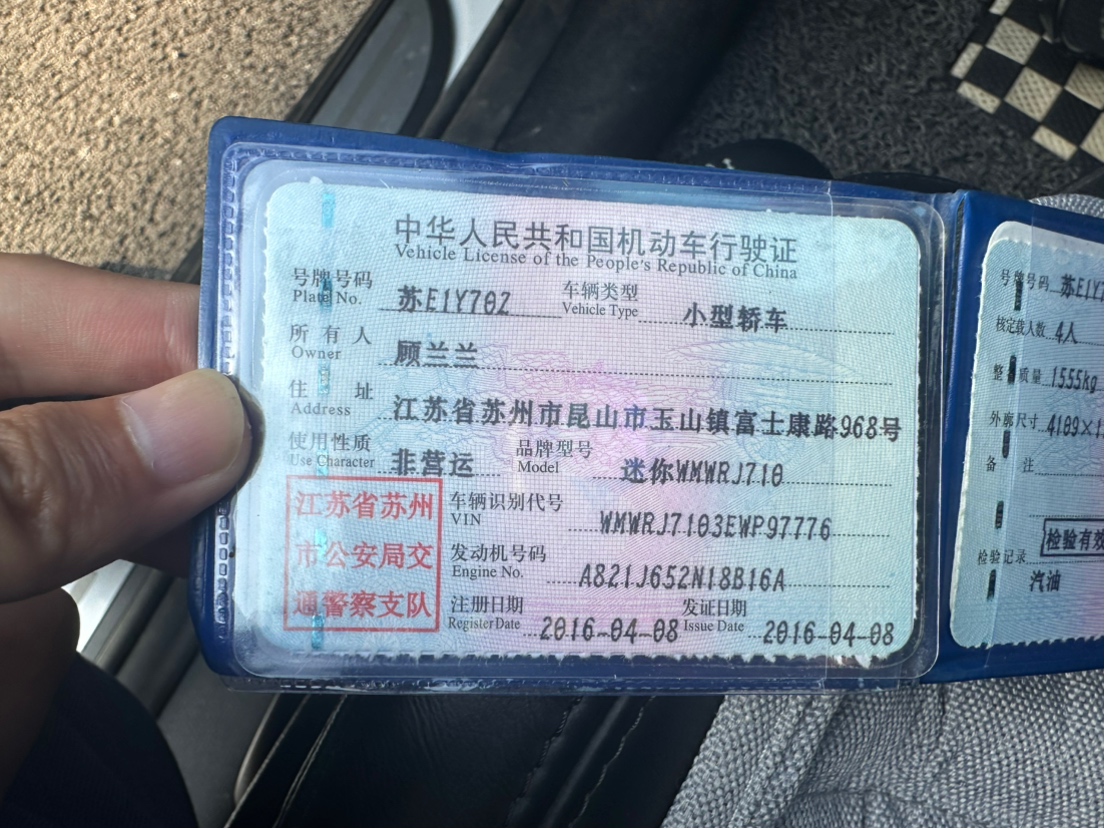 中华人民共和国机动车行驶证
Vehicle License of the People's Republic of China
号牌号码 苏E1Y70Z 车辆类型 小型轿车
Plate No. Vehicle Type
所有人 顾兰兰
Owner
住址 江苏省苏州市昆山市玉山镇富士康路968号
Address
使用性质 非营运 品牌型号 迷你WMWRJ710
Use Character Model
江苏省苏州
市公安局交
通警察支队
车辆识别代号 WMWRJ7103EWP97776
VIN
发动机号码 A821J652N18B16A
Engine No.
注册日期 2016-04-08 发证日期 2016-04-08
Register Date Issue Date
号牌号码 苏E1Y7
核定载人数 4人
整 质量 1555kg
外廓尺寸 4109×1
备注
检验有效
检验记录
汽油